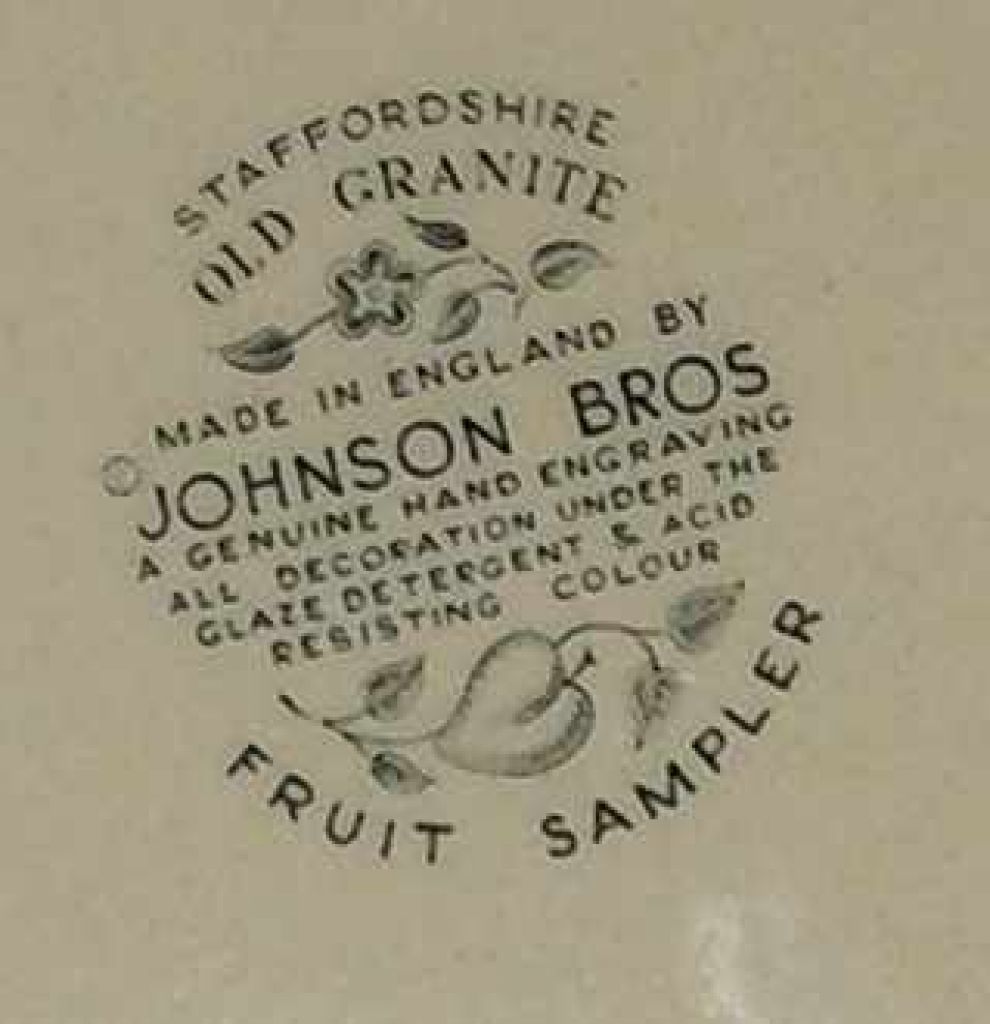 STAFFORDSHIRE
OLD GRANITE
MADE IN ENGLAND BY
JOHNSON BROS
A GENUINE HAND ENGRAVING
ALL DECORATION UNDER THE
GLAZE DETERGENT & ACID
RESISTING COLOUR
FRUIT SAMPLER